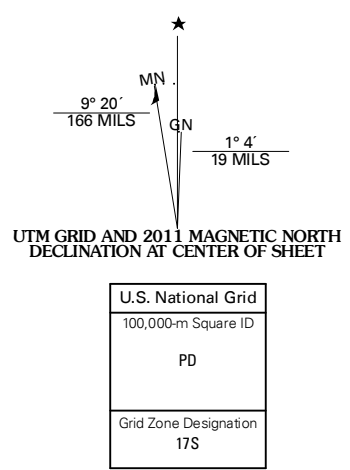 MN
9° 20´
166 MILS
GN
1° 4´
19 MILS
UTM GRID AND 2011 MAGNETIC NORTH
DECLINATION AT CENTER OF SHEET
U.S. National Grid
100,000-m Square ID
PD
Grid Zone Designation
17S